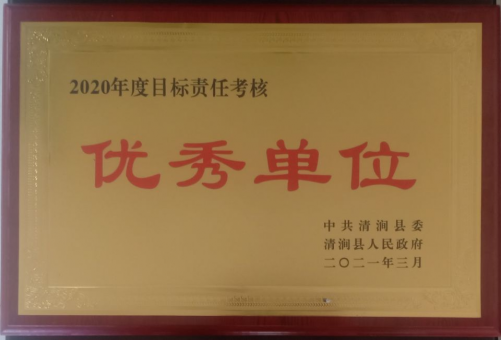 2020年度目标责任考核
优秀单位
中共清涧县委
清涧县人民政府
二〇二一年三月